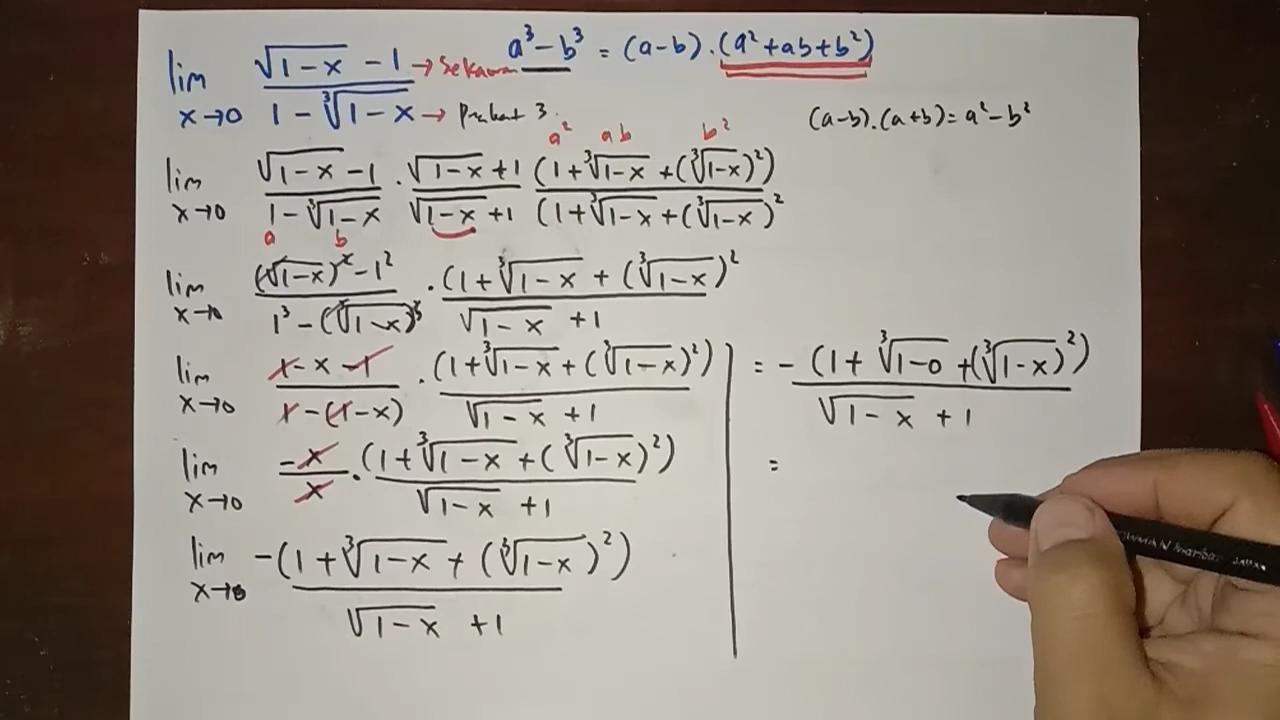 lim x→0 (√(1-x) - 1)/(1 - ∛(1-x)) → Sekawan → Pangkat 3
a³ - b³ = (a-b).(a²+ab+b²)
(a-b).(a+b) = a² - b²
a² ab b²
lim x→0 (√(1-x) - 1)/(1 - ∛(1-x)) . (√(1-x) + 1)/(√(1-x) + 1) (1+∛(1-x) + (∛(1-x))²)/(1+∛(1-x) + (∛(1-x))²
a b
lim x→0 ((√(1-x))² - 1²)/(1³ - (∛(1-x))³) . (1+∛(1-x) + (∛(1-x))²/(√(1-x) + 1)
lim x→0 (1 - x - 1)/(1 - (1-x)) . (1+∛(1-x) + (∛(1-x))²)/(√(1-x) + 1)
lim x→0 -x/x . (1+∛(1-x) + (∛(1-x))²)/(√(1-x) + 1)
lim x→0 -(1+∛(1-x) + (∛(1-x))²)/(√(1-x) + 1)
= -(1 + ∛(1-0) + (∛(1-x))²)/(√(1-x) + 1)
=